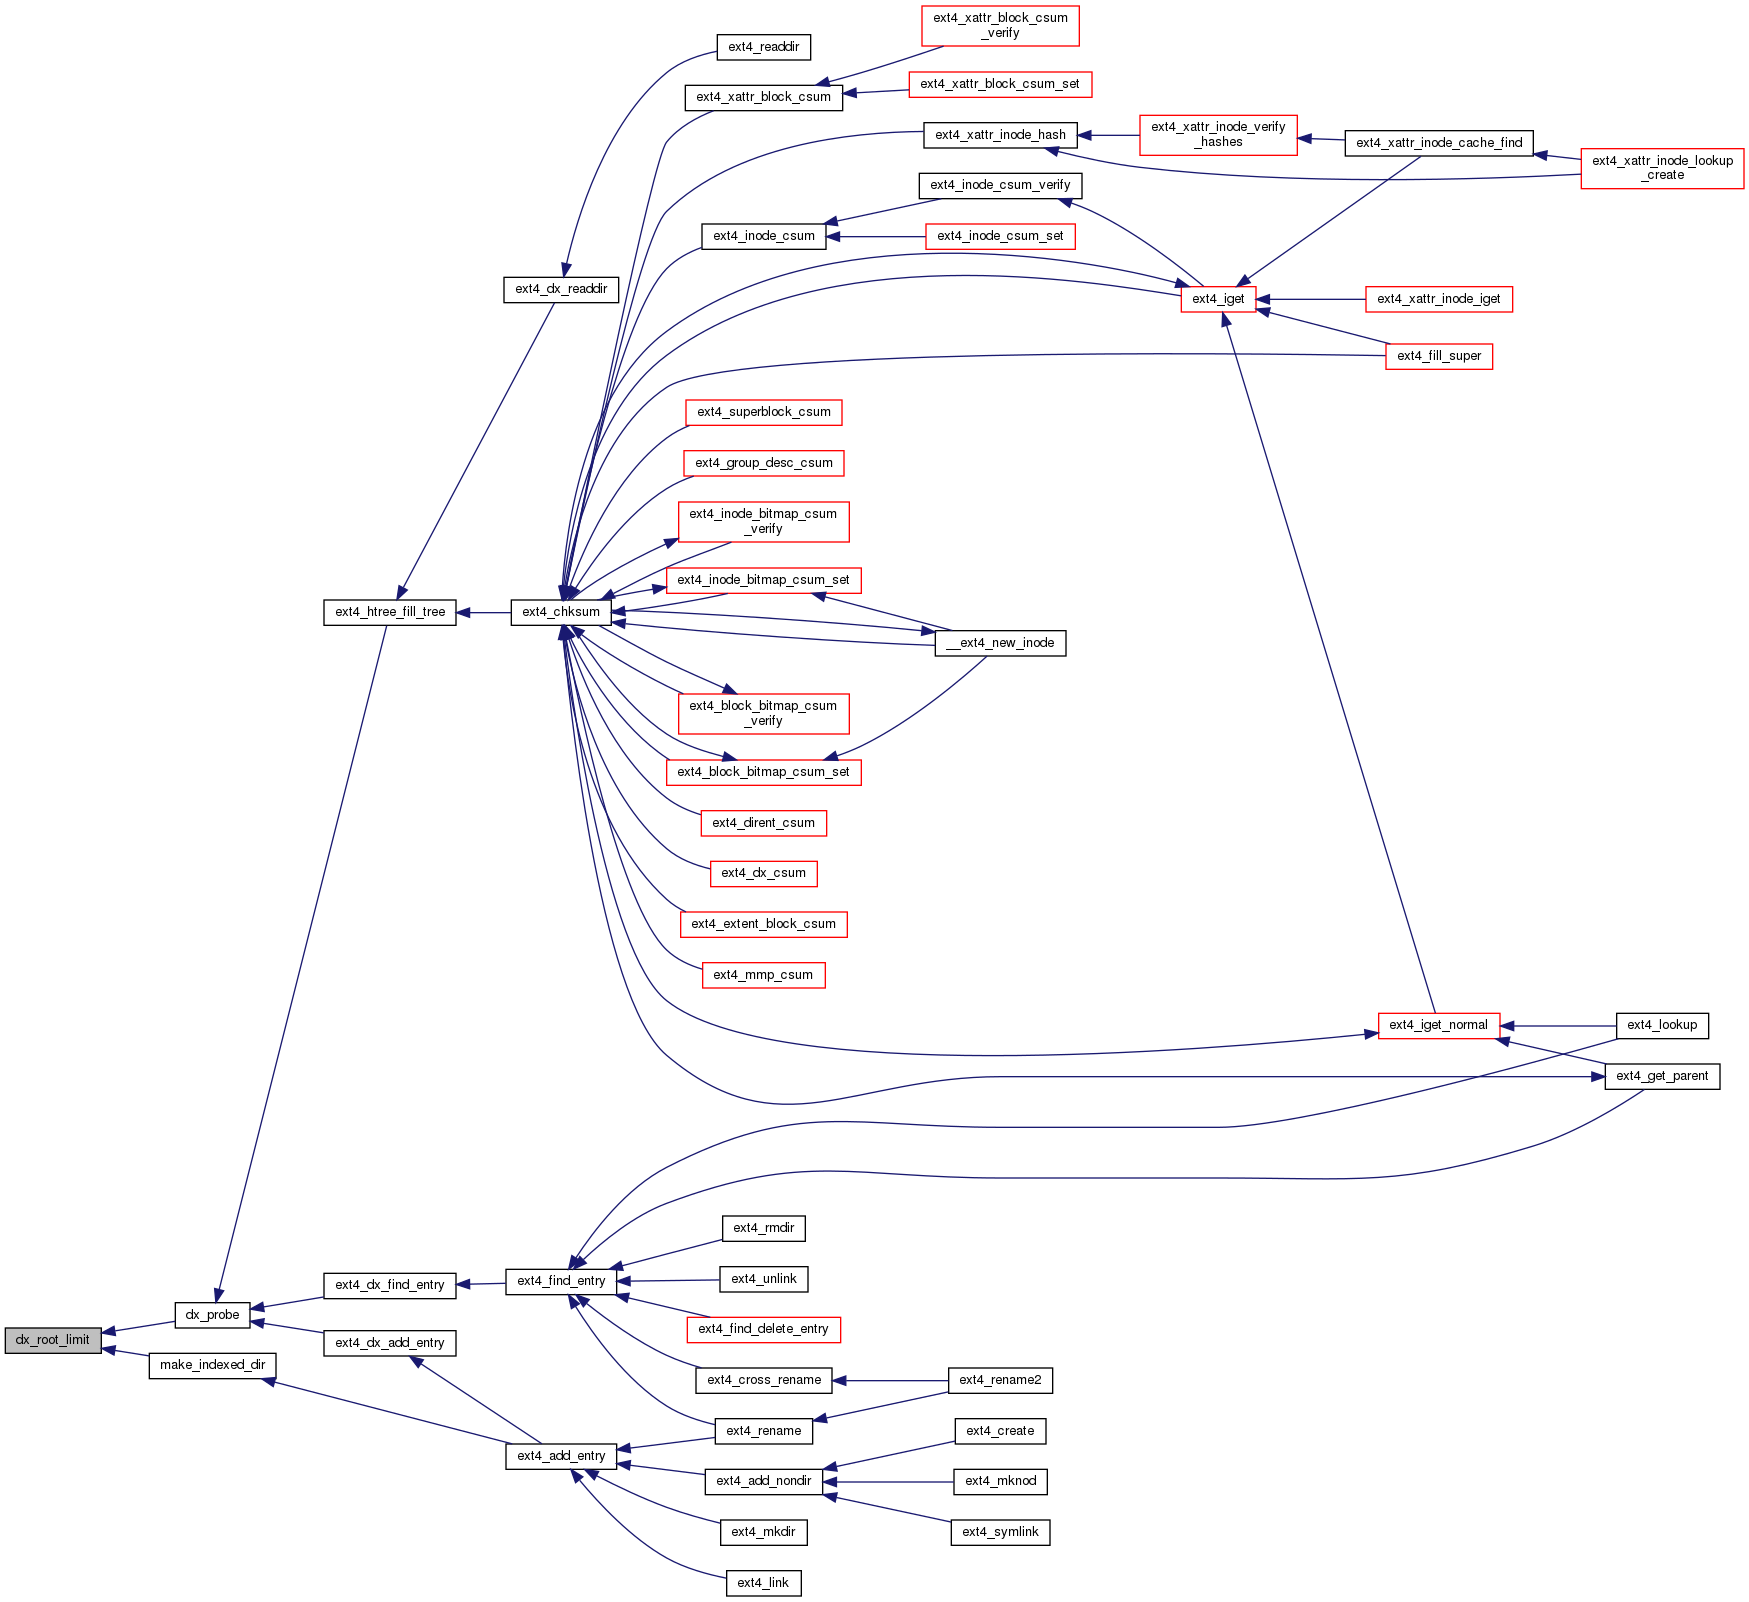 ext4_xattr_block_csum
_verify
ext4_readdir
ext4_xattr_block_csum
ext4_xattr_block_csum_set
ext4_xattr_inode_hash
ext4_xattr_inode_verify
_hashes
ext4_xattr_inode_cache_find
ext4_xattr_inode_lookup
_create
ext4_inode_csum_verify
ext4_inode_csum
ext4_inode_csum_set
ext4_dx_readdir
ext4_iget
ext4_xattr_inode_iget
ext4_fill_super
ext4_superblock_csum
ext4_group_desc_csum
ext4_inode_bitmap_csum
_verify
ext4_inode_bitmap_csum_set
ext4_htree_fill_tree
ext4_chksum
__ext4_new_inode
ext4_block_bitmap_csum
_verify
ext4_block_bitmap_csum_set
ext4_dirent_csum
ext4_dx_csum
ext4_extent_block_csum
ext4_mmp_csum
ext4_iget_normal
ext4_lookup
ext4_get_parent
ext4_rmdir
ext4_dx_find_entry
ext4_find_entry
ext4_unlink
dx_probe
ext4_find_delete_entry
dx_root_limit
ext4_dx_add_entry
make_indexed_dir
ext4_cross_rename
ext4_rename2
ext4_rename
ext4_create
ext4_add_entry
ext4_add_nondir
ext4_mknod
ext4_mkdir
ext4_symlink
ext4_link